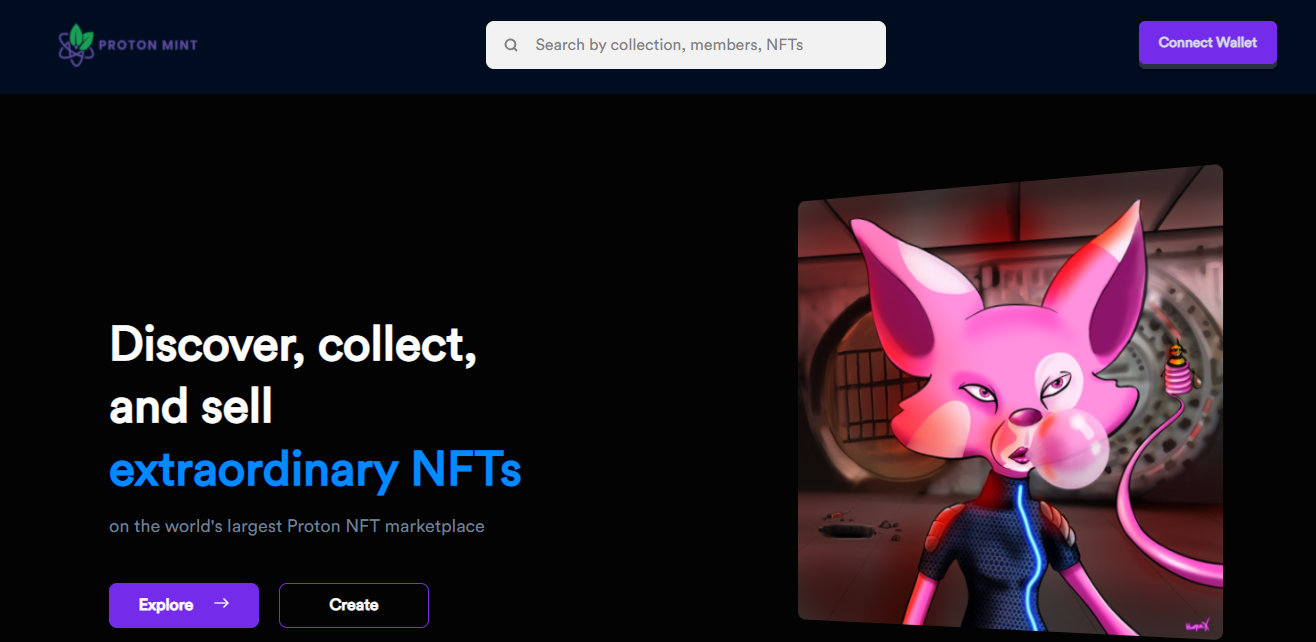 PROTON MINT
Search by collection, members, NFTs
Connect Wallet
Discover, collect,
and sell
extraordinary NFTs
on the world's largest Proton NFT marketplace
Explore →
Create